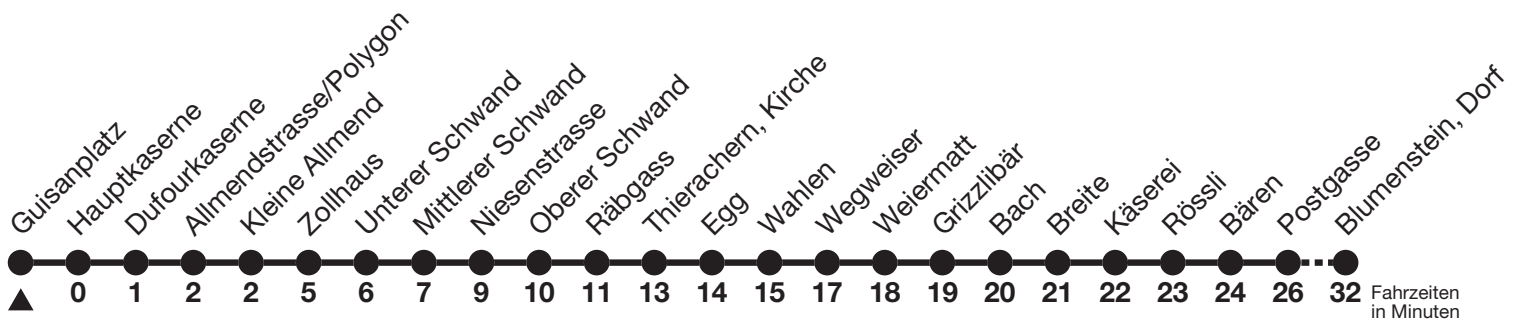 Guisanplatz
Hauptkaserne
Dufourkaserne
Allmendstrasse/Polygon
Kleine Allmend
Zollhaus
Unterer Schwand
Mittlerer Schwand
Niesenstrasse
Oberer Schwand
Räbgass
Thierachern, Kirche
Egg
Wahlen
Wegweiser
Weiermatt
Grizzlibär
Bach
Breite
Käserei
Rössli
Bären
Postgasse
Blumenstein, Dorf
0 1 2 2 5 6 7 9 10 11 13 14 15 17 18 19 20 21 22 23 24 26 32 Fahrzeiten
in Minuten